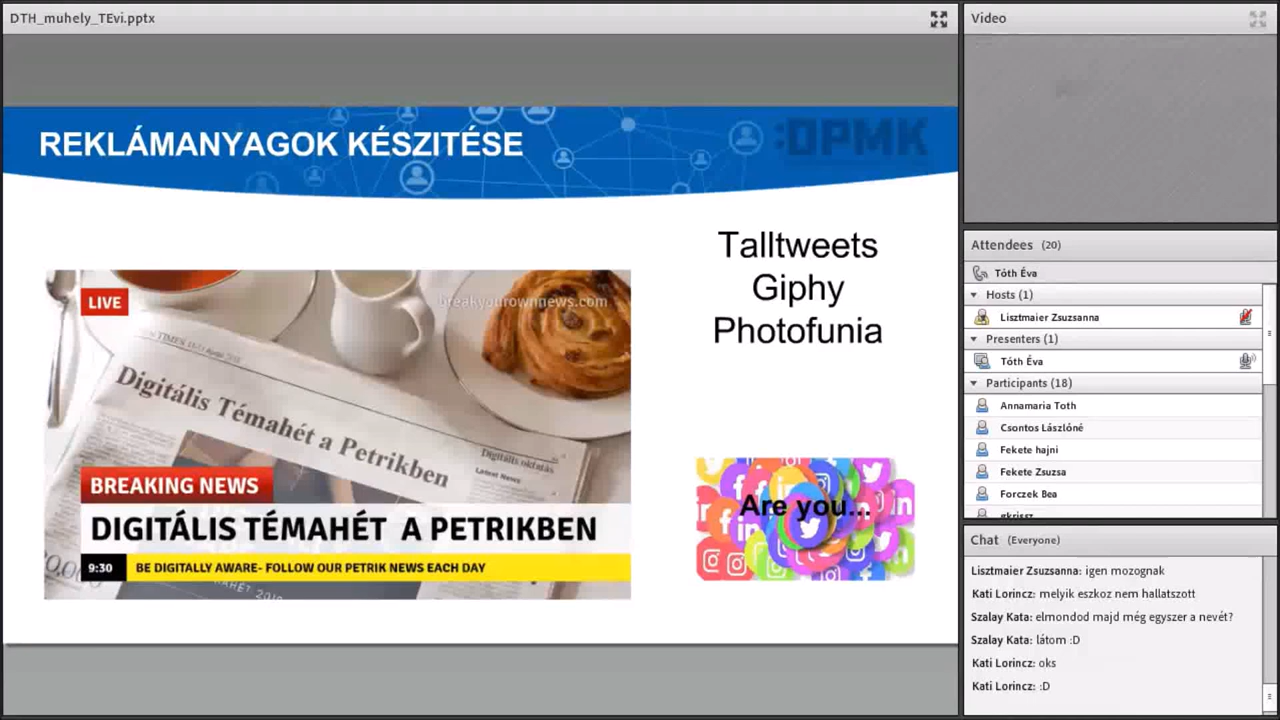 DTH_muhely_TEvi.pptx
REKLÁMANYAGOK KÉSZITÉSE
:DPMK
Talltweets
Giphy
Photofunia
LIVE
breakyourownnews.com
Digitális Témahét a Petrikben
Digitális oktatás
Latest News
BREAKING NEWS
DIGITÁLIS TÉMAHÉT A PETRIKBEN
9:30 BE DIGITALLY AWARE- FOLLOW OUR PETRIK NEWS EACH DAY
Are you...
Video
Attendees (20)
Tóth Éva
Hosts (1)
Lisztmaier Zsuzsanna
Presenters (1)
Tóth Éva
Participants (18)
Annamaria Toth
Csontos Lászlóné
Fekete hajni
Fekete Zsuzsa
Forczek Bea
Chat (Everyone)
Lisztmaier Zsuzsanna: igen mozognak
Kati Lorincz: melyik eszkoz nem hallatszott
Szalay Kata: elmondod majd még egyszer a nevét?
Szalay Kata: látom :D
Kati Lorincz: oks
Kati Lorincz: :D